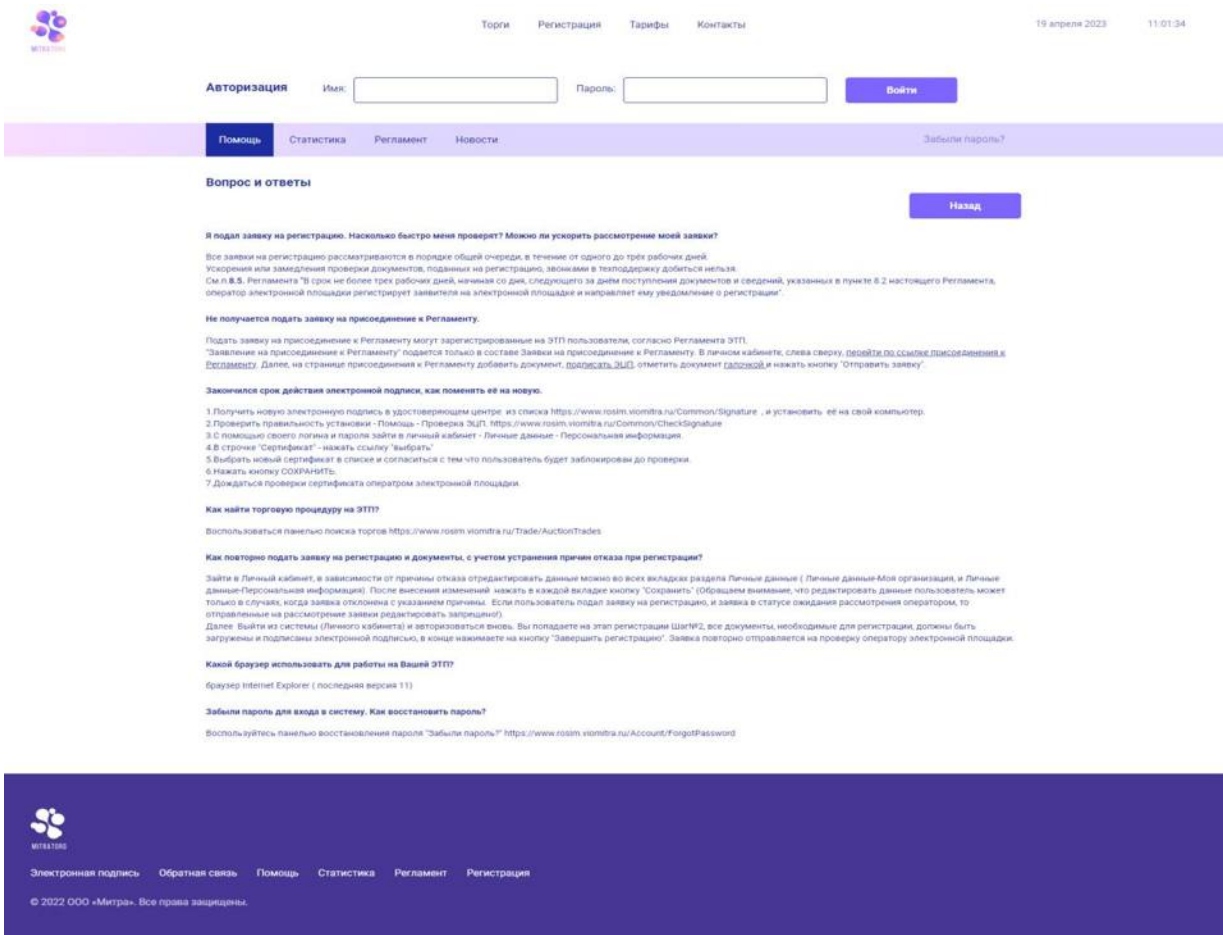 MITRATORG
Торги Регистрация Тарифы Контакты
19 апреля 2023 11:01:34
Авторизация Имя: Пароль: Войти
Помощь Статистика Регламент Новости Забыли пароль?
Вопрос и ответы
Назад
Я подал заявку на регистрацию. Насколько быстро меня проверят? Можно ли ускорить рассмотрение моей заявки?
Все заявки на регистрацию рассматриваются в порядке общей очереди, в течение от одного до трёх рабочих дней.
Ускорения или замедления проверки документов, поданных на регистрацию, звонками в техподдержку добиться нельзя.
См.п.8.5. Регламента "В срок не более трех рабочих дней, начиная со дня, следующего за днём поступления документов и сведений, указанных в пункте 8.2 настоящего Регламента,
оператор электронной площадки регистрирует заявителя на электронной площадке и направляет ему уведомление о регистрации".
Не получается подать заявку на присоединение к Регламенту.
Подать заявку на присоединение к Регламенту могут зарегистрированные на ЭТП пользователи, согласно Регламента ЭТП.
"Заявление на присоединение к Регламенту" подается только в составе Заявки на присоединение к Регламенту. В личном кабинете, слева сверху, перейти по ссылке присоединения к
Регламенту. Далее, на странице присоединения к Регламенту добавить документ, подписать ЭЦП, отметить документ галочкой и нажать кнопку "Отправить заявку".
Закончился срок действия электронной подписи, как поменять её на новую.
1.Получить новую электронную подпись в удостоверяющем центре из списка https://www.rosim.viomitra.ru/Common/Signature , и установить её на свой компьютер.
2.Проверить правильность установки - Помощь - Проверка ЭЦП. https://www.rosim.viomitra.ru/Common/CheckSignature
3.С помощью своего логина и пароля зайти в личный кабинет - Личные данные - Персональная информация.
4.В строчке "Сертификат" - нажать ссылку "выбрать"
5.Выбрать новый сертификат в списке и согласиться с тем что пользователь будет заблокирован до проверки.
6.Нажать кнопку СОХРАНИТЬ.
7.Дождаться проверки сертификата оператром электронной площадки.
Как найти торговую процедуру на ЭТП?
Воспользоваться панелью поиска торгов https://www.rosim.viomitra.ru/Trade/AuctionTrades
Как повторно подать заявку на регистрацию и документы, с учетом устранения причин отказа при регистрации?
Зайти в Личный кабинет, в зависимости от причины отказа отредактировать данные можно во всех вкладках раздела Личные данные ( Личные данные-Моя организация, и Личные
данные-Персональная информация). После внесения изменений нажать в каждой вкладке кнопку "Сохранить" (Обращаем внимание, что редактировать данные пользователь может
только в случаях, когда заявка отклонена с указанием причины. Если пользователь подал заявку на регистрацию, и заявка в статусе ожидания рассмотрения оператором, то
отправленные на рассмотрение заявки редактировать запрещено!)
Далее Выйти из системы (Личного кабинета) и авторизоваться вновь. Вы попадаете на этап регистрации Шаг№2, все документы, необходимые для регистрации, должны быть
загружены и подписаны электронной подписью, в конце нажимаете на кнопку "Завершить регистрацию". Заявка повторно отправляется на проверку оператору электронной площадки.
Какой браузер использовать для работы на Вашей ЭТП?
браузер Internet Explorer ( последняя версия 11)
Забыли пароль для входа в систему. Как восстановить пароль?
Воспользуйтесь панелью восстановления пароля "Забыли пароль?" https://www.rosim.viomitra.ru/Account/ForgotPassword
MITRATORG
Электронная подпись Обратная связь Помощь Статистика Регламент Регистрация
© 2022 ООО «Митра». Все права защищены.